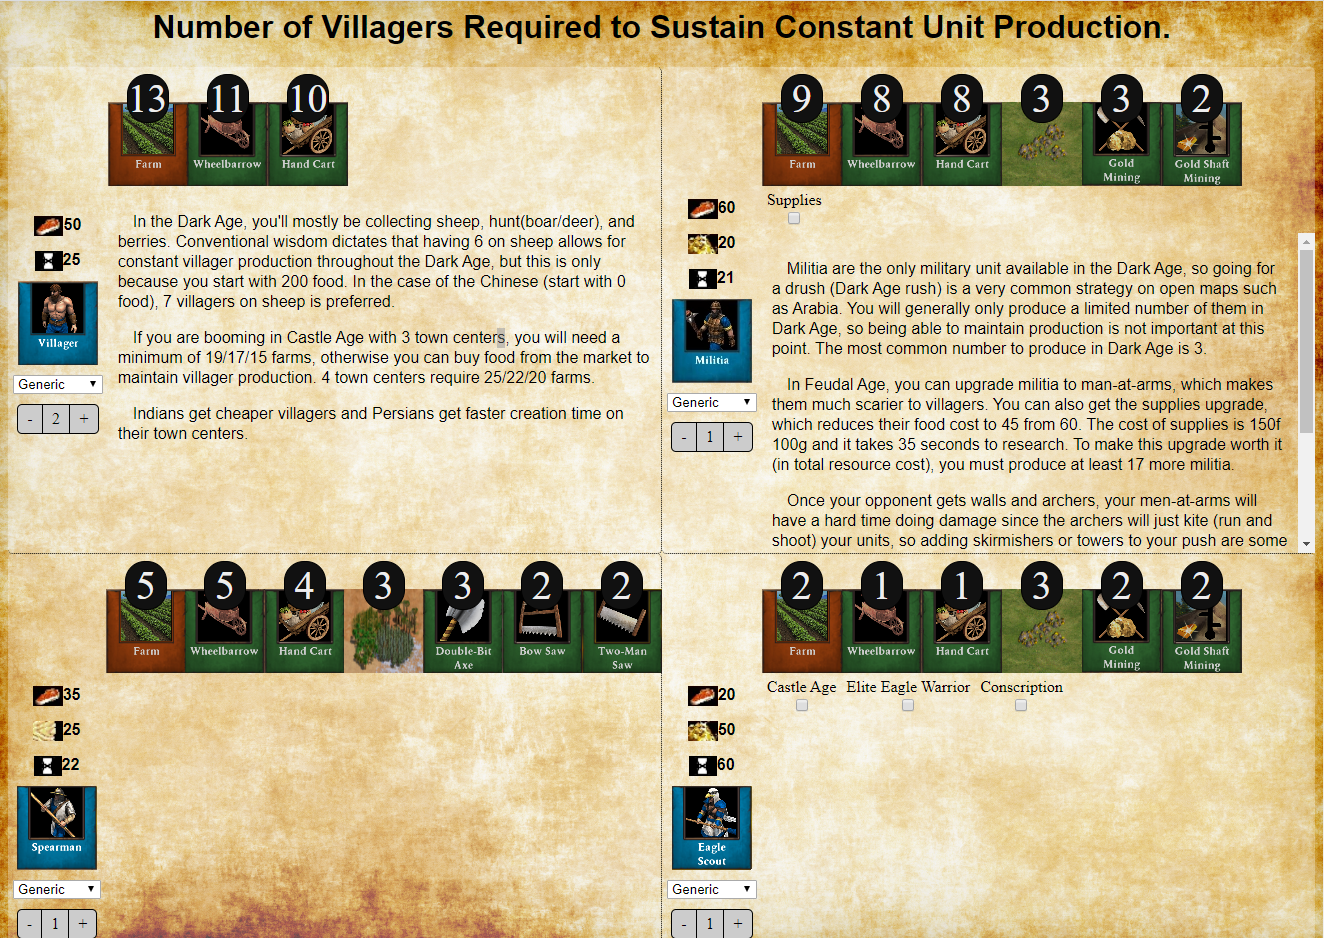 Number of Villagers Required to Sustain Constant Unit Production.
13 11 10
Farm Wheelbarrow Hand Cart
50
25
Villager
Generic
- 2 +
In the Dark Age, you'll mostly be collecting sheep, hunt(boar/deer), and
berries. Conventional wisdom dictates that having 6 on sheep allows for
constant villager production throughout the Dark Age, but this is only
because you start with 200 food. In the case of the Chinese (start with 0
food), 7 villagers on sheep is preferred.
If you are booming in Castle Age with 3 town centers, you will need a
minimum of 19/17/15 farms, otherwise you can buy food from the market to
maintain villager production. 4 town centers require 25/22/20 farms.
Indians get cheaper villagers and Persians get faster creation time on
their town centers.
9 8 8 3 3 2
Farm Wheelbarrow Hand Cart Gold Gold Shaft
Mining Mining
Supplies
60
20
21
Militia
Generic
- 1 +
Militia are the only military unit available in the Dark Age, so going for
a drush (Dark Age rush) is a very common strategy on open maps such
as Arabia. You will generally only produce a limited number of them in
Dark Age, so being able to maintain production is not important at this
point. The most common number to produce in Dark Age is 3.
In Feudal Age, you can upgrade militia to man-at-arms, which makes
them much scarier to villagers. You can also get the supplies upgrade,
which reduces their food cost to 45 from 60. The cost of supplies is 150f
100g and it takes 35 seconds to research. To make this upgrade worth it
(in total resource cost), you must produce at least 17 more militia.
Once your opponent gets walls and archers, your men-at-arms will
have a hard time doing damage since the archers will just kite (run and
shoot) your units, so adding skirmishers or towers to your push are some
5 5 4 3 3 2 2
Farm Wheelbarrow Hand Cart Double-Bit Bow Saw Two-Man
Axe Saw
35
25
22
Spearman
Generic
- 1 +
2 1 1 3 2 2
Farm Wheelbarrow Hand Cart Gold Gold Shaft
Mining Mining
Castle Age Elite Eagle Warrior Conscription
20
50
60
Eagle
Scout
Generic
- 1 +